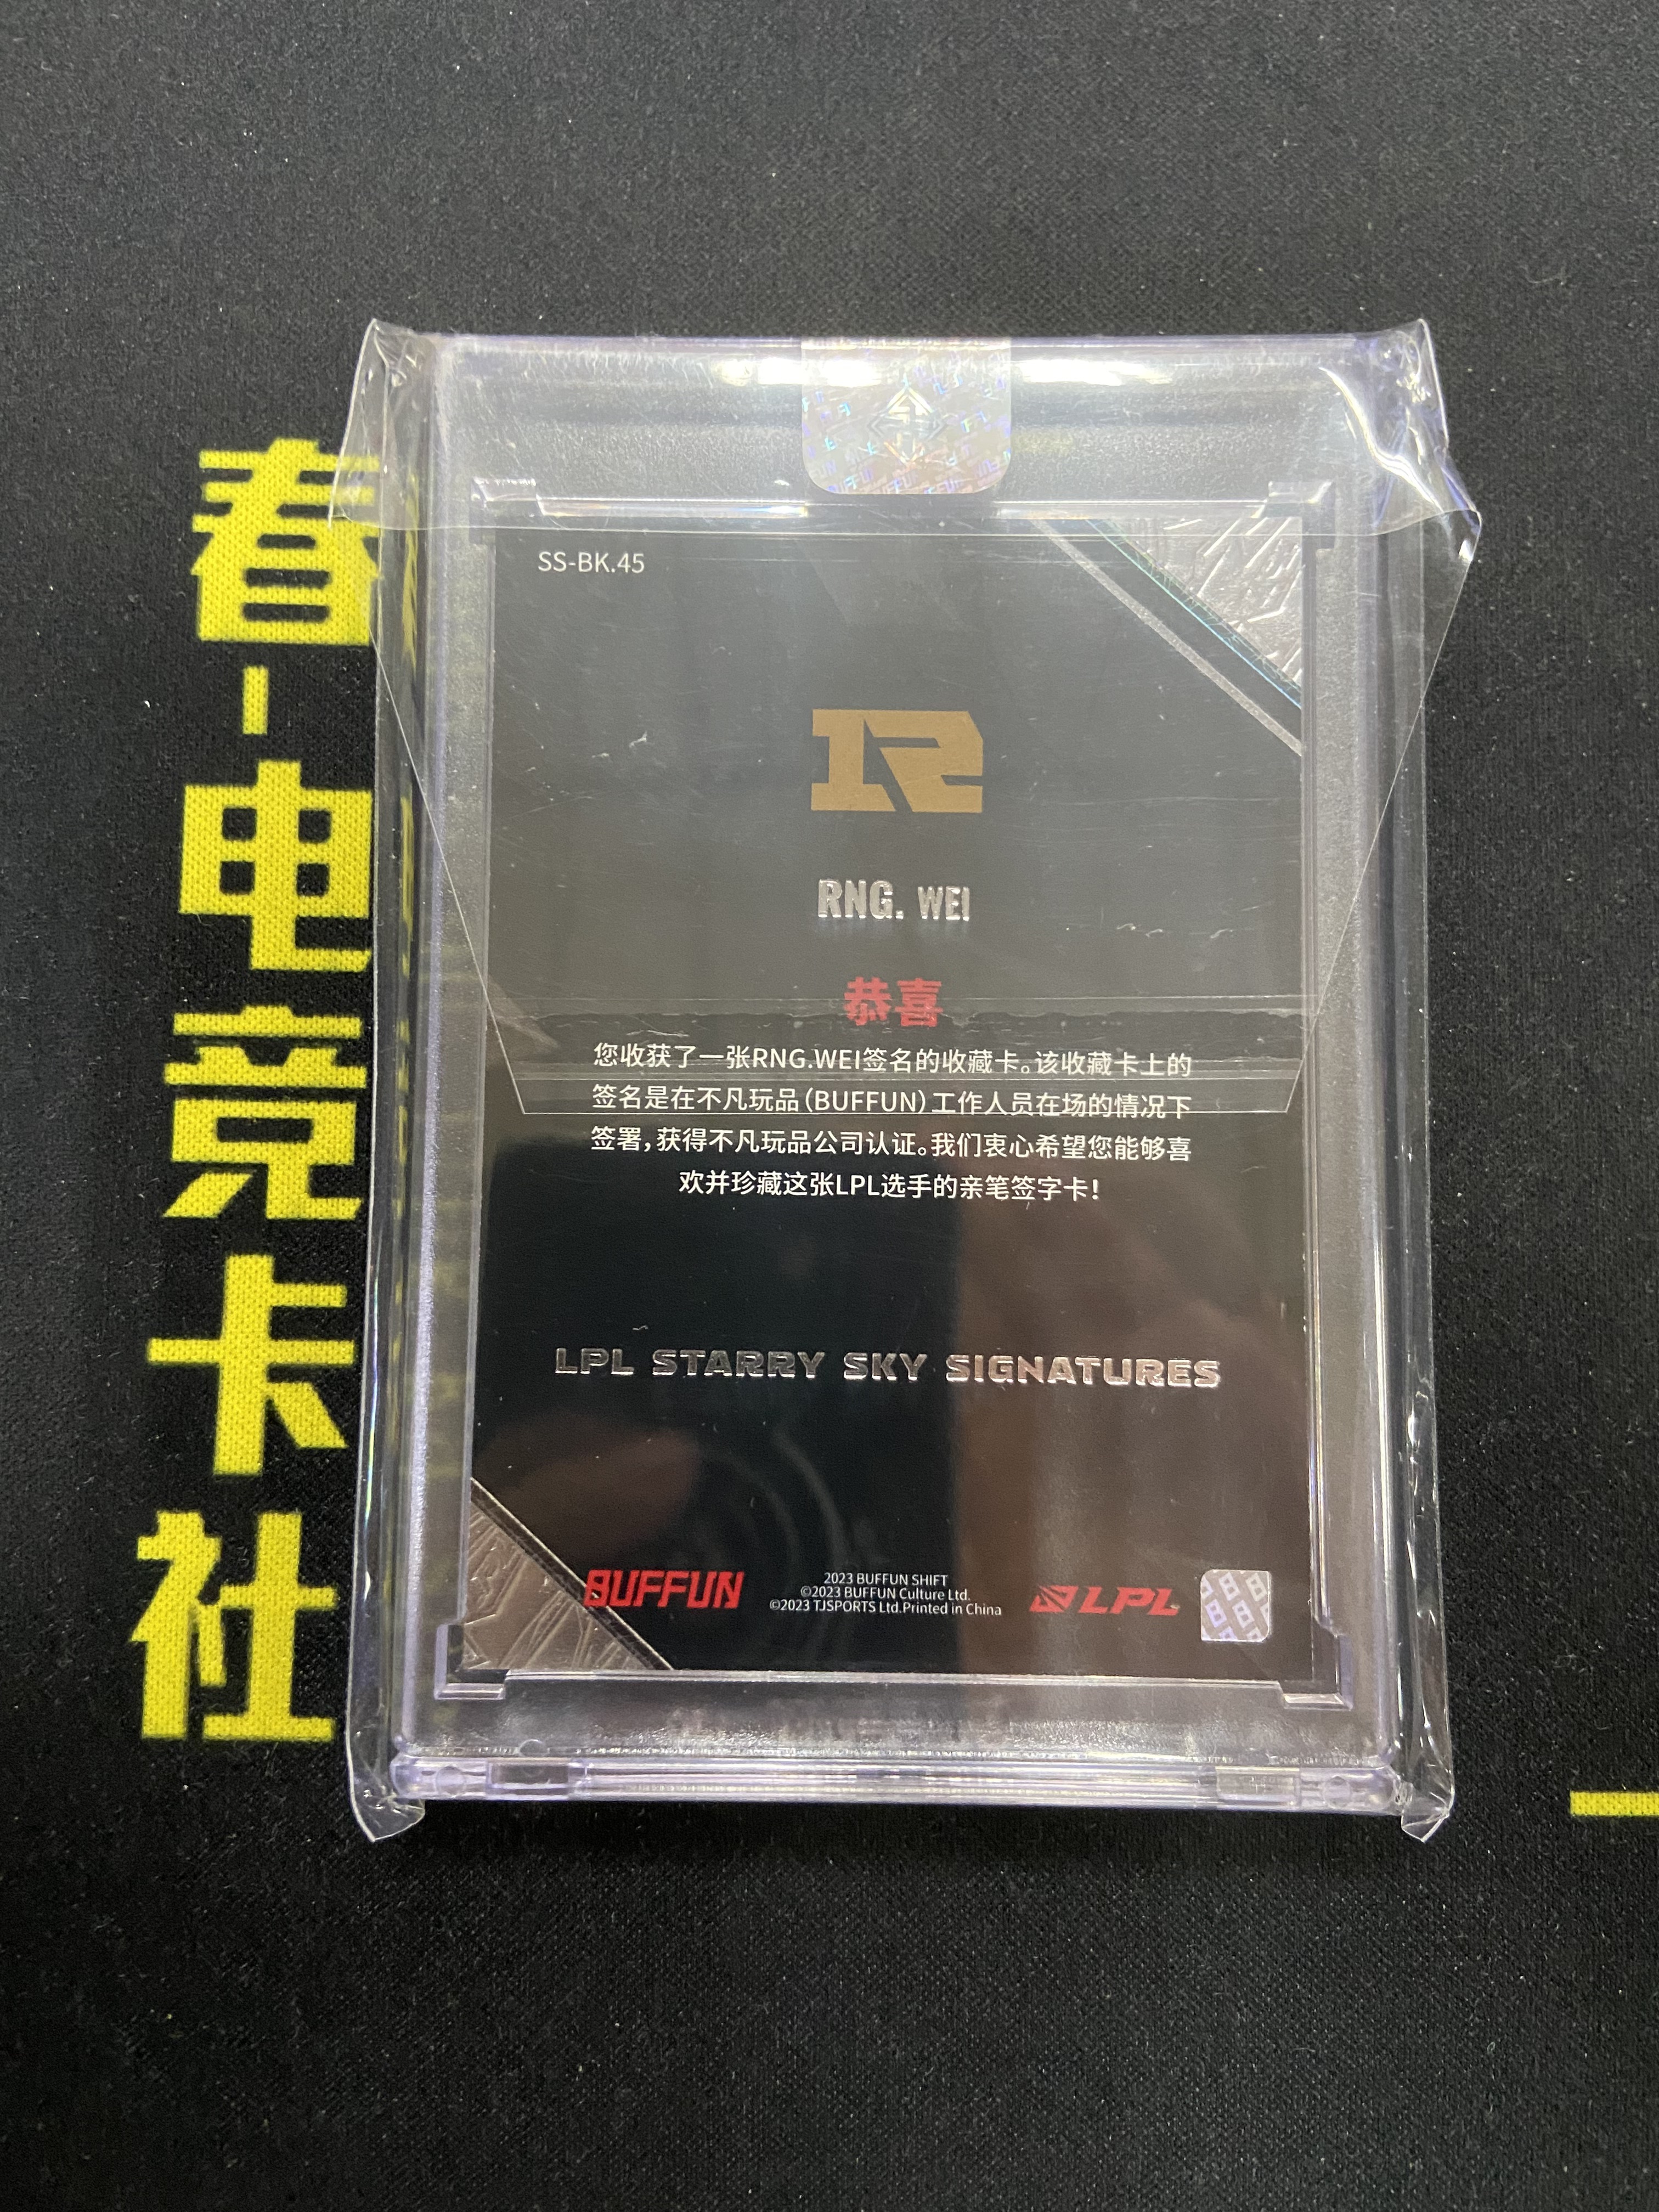 春-电竞卡社
SS-BK.45
RNG. WEI
恭喜
您收获了一张RNG.WEI签名的收藏卡。该收藏卡上的
签名是在不凡玩品(BUFFUN)工作人员在场的情况下
签署,获得不凡玩品公司认证。我们衷心希望您能够喜
欢并珍藏这张LPL选手的亲笔签字卡!
LPL STARRY SKY SIGNATURES
BUFFUN
2023 BUFFUN SHIFT
©2023 BUFFUN Culture Ltd.
©2023 TJSPORTS Ltd.Printed in China
LPL